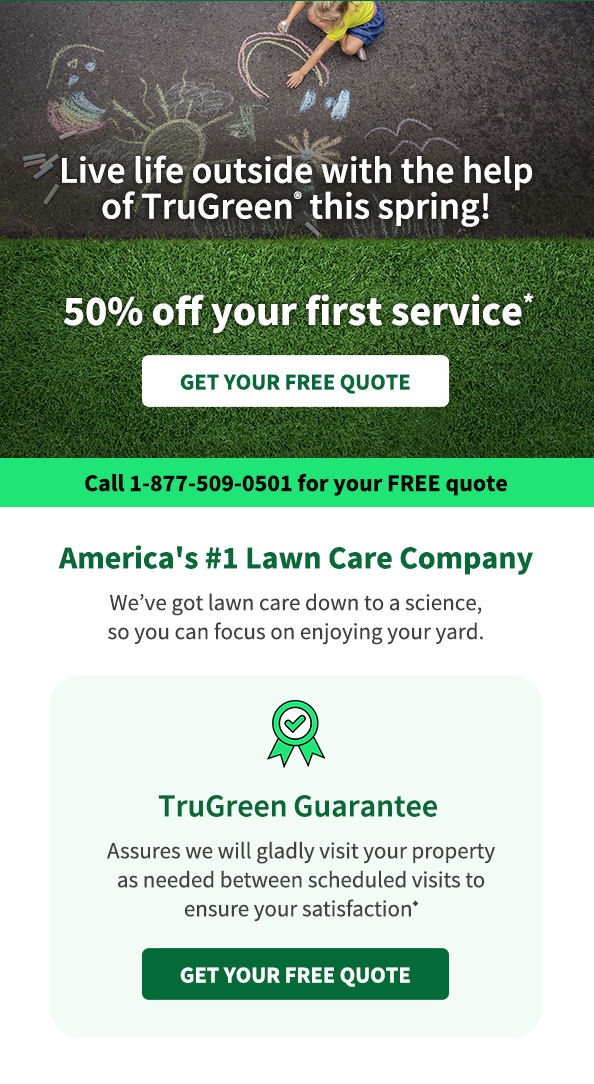 Live life outside with the help
of TruGreen® this spring!
50% off your first service*
GET YOUR FREE QUOTE
Call 1-877-509-0501 for your FREE quote
America's #1 Lawn Care Company
We’ve got lawn care down to a science,
so you can focus on enjoying your yard.
TruGreen Guarantee
Assures we will gladly visit your property
as needed between scheduled visits to
ensure your satisfaction⬥
GET YOUR FREE QUOTE